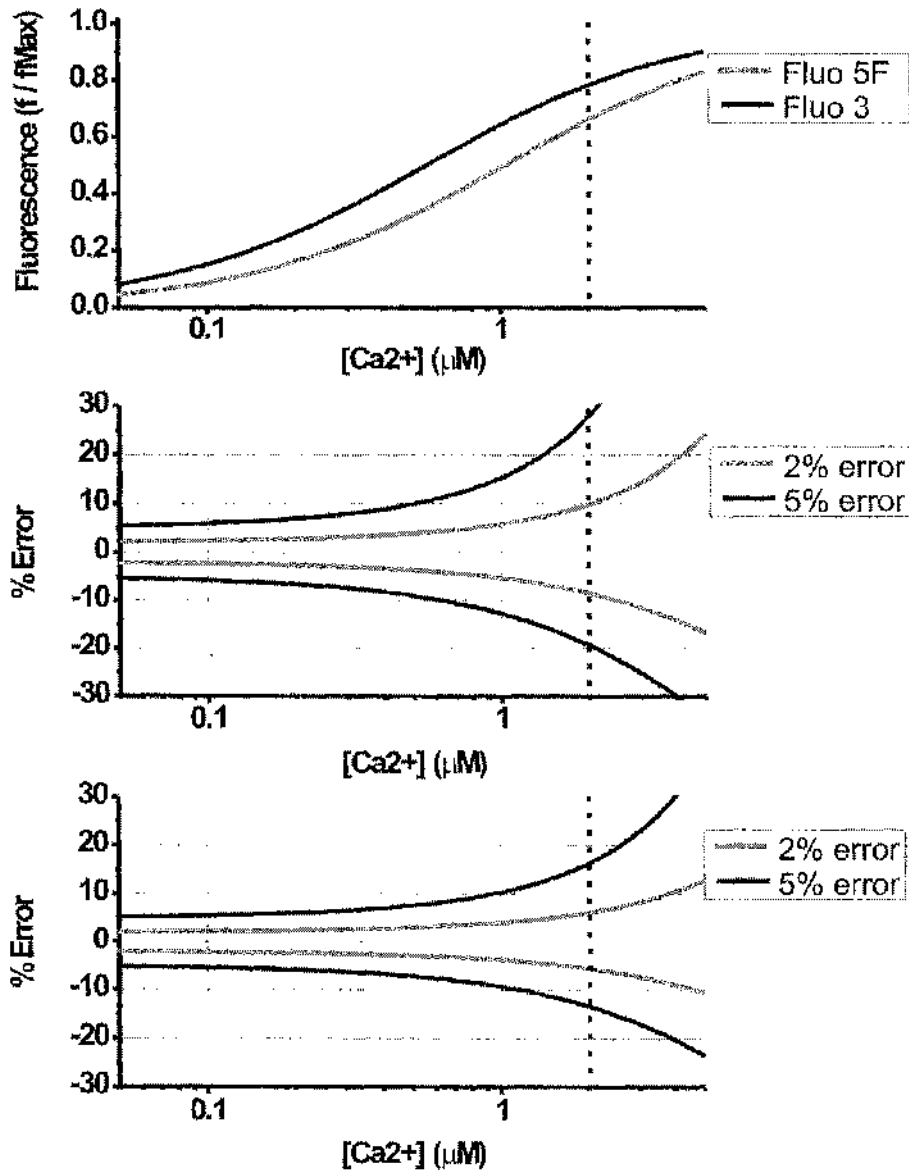 Fluorescence (f / fMax)
1.0
0.8
0.6
0.4
0.2
0.0
0.1
1
[Ca2+] (μM)
Fluo 5F
Fluo 3
% Error
30
20
10
0
-10
-20
-30
0.1
1
[Ca2+] (μM)
2% error
5% error
% Error
30
20
10
0
-10
-20
-30
0.1
1
[Ca2+] (μM)
2% error
5% error